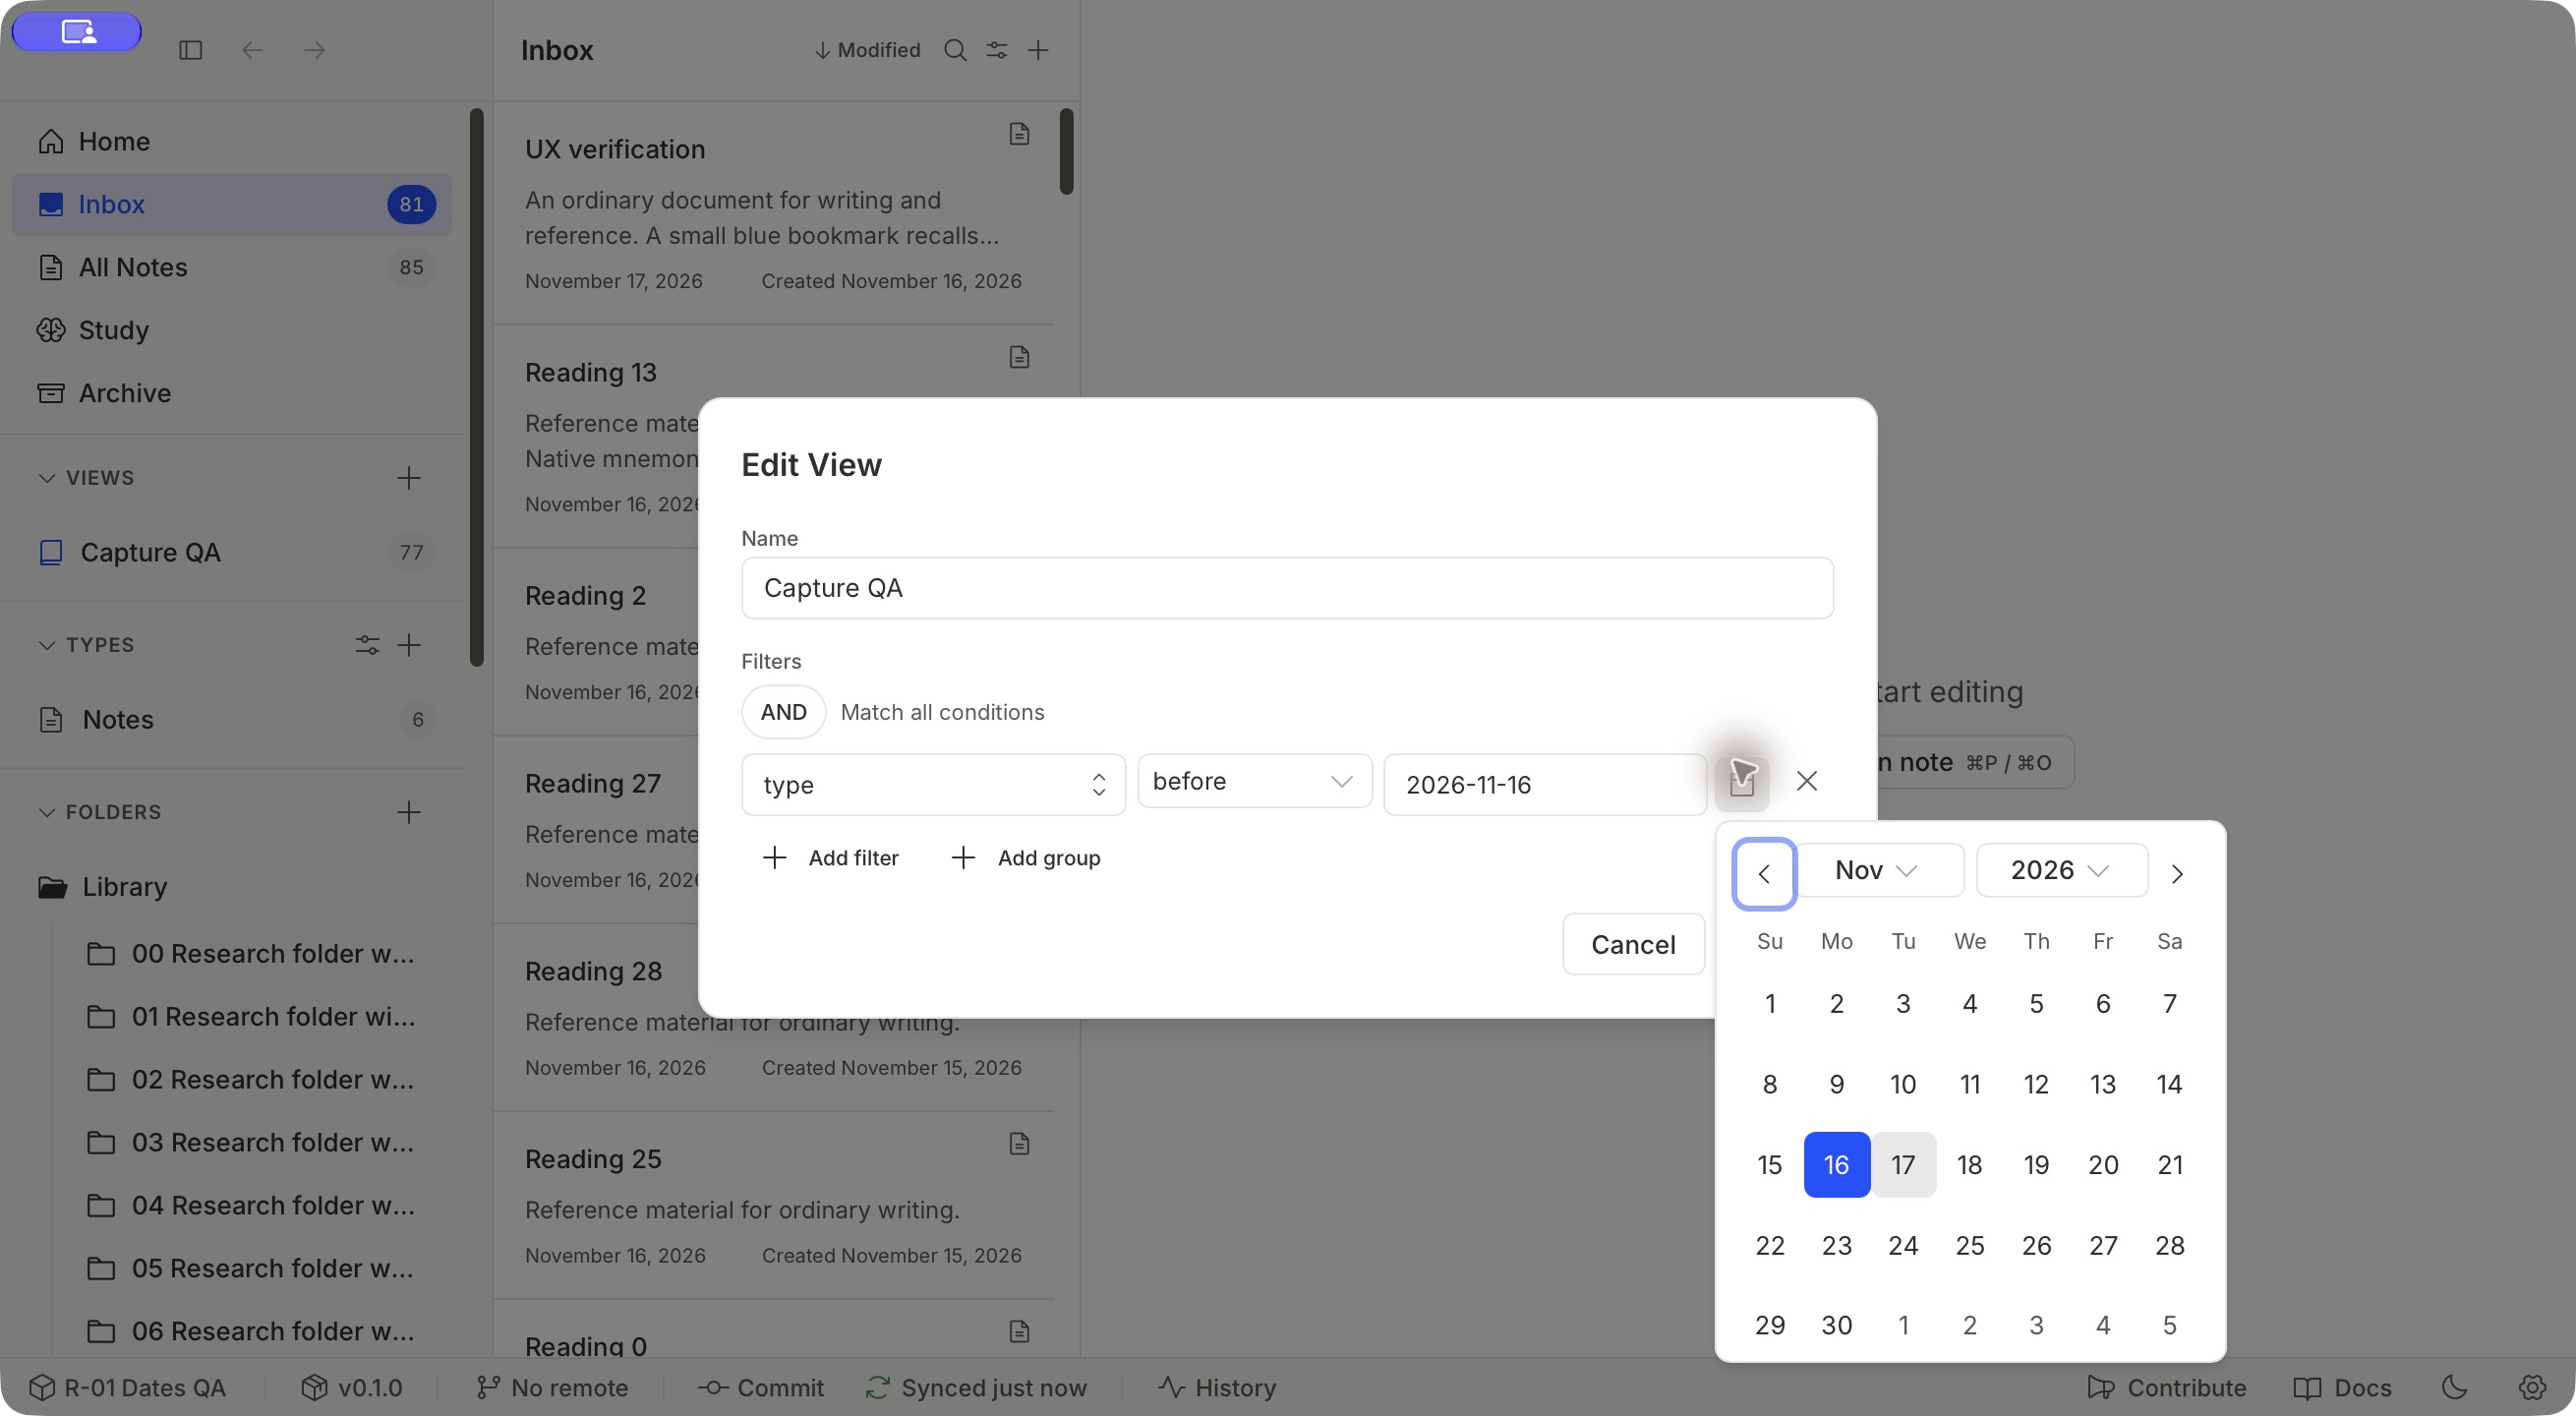 Inbox
Modified
Home
Inbox 81
All Notes 85
Study
Archive
VIEWS
Capture QA 77
TYPES
Notes 6
FOLDERS
Library
00 Research folder w...
01 Research folder wi...
02 Research folder w...
03 Research folder w...
04 Research folder w...
05 Research folder w...
06 Research folder w...
UX verification
An ordinary document for writing and
reference. A small blue bookmark recalls...
November 17, 2026 Created November 16, 2026
Reading 13
Reference mate
Native mnemon
November 16, 2026
Reading 2
Reference mate
November 16, 2026
Reading 27
Reference mate
November 16, 2026
Reading 28
Reference material for ordinary writing.
November 16, 2026 Created November 15, 2026
Reading 25
Reference material for ordinary writing.
November 16, 2026 Created November 15, 2026
Reading 0
tart editing
n note ⌘P / ⌘O
Edit View
Name
Capture QA
Filters
AND Match all conditions
type before 2026-11-16
Add filter Add group
Cancel
Nov 2026
Su Mo Tu We Th Fr Sa
1 2 3 4 5 6 7
8 9 10 11 12 13 14
15 16 17 18 19 20 21
22 23 24 25 26 27 28
29 30 1 2 3 4 5
R-01 Dates QA v0.1.0 No remote Commit Synced just now History Contribute Docs